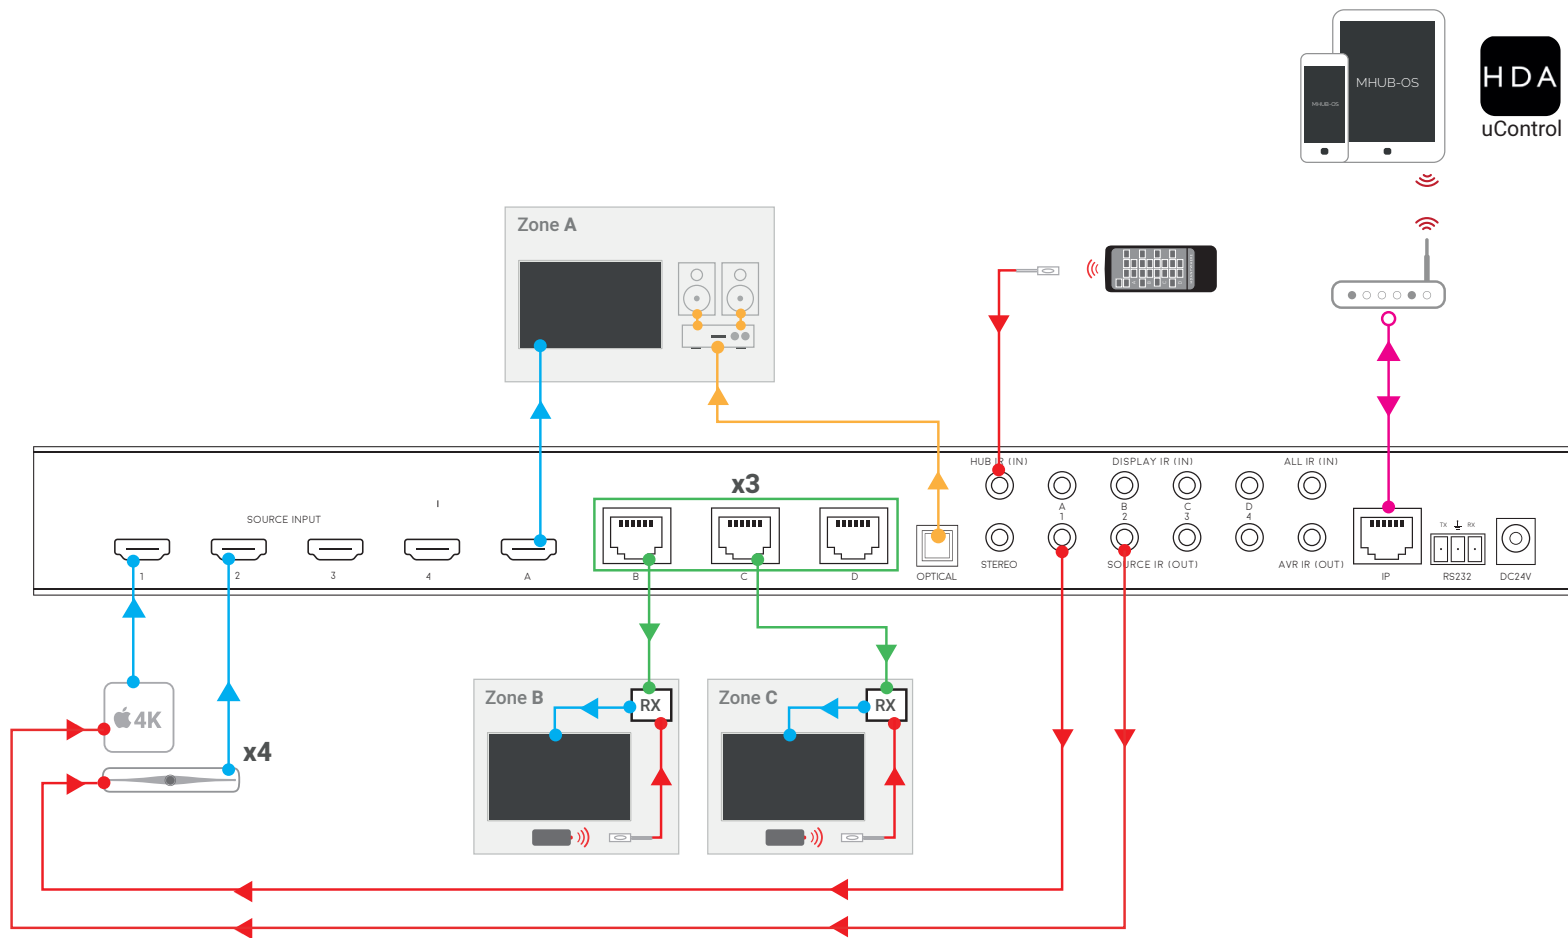 MHUB-OS
MHUB-OS
HDA
uControl
Zone A
x3
HUB IR (IN)
DISPLAY IR (IN)
ALL IR (IN)
SOURCE INPUT
A B C D
1 2 3 4
TX RX
1 2 3 4 A B C D
OPTICAL
STEREO
SOURCE IR (OUT)
AVR IR (OUT)
IP
RS232
DC24V
Zone B
RX
Zone C
RX
4K
x4